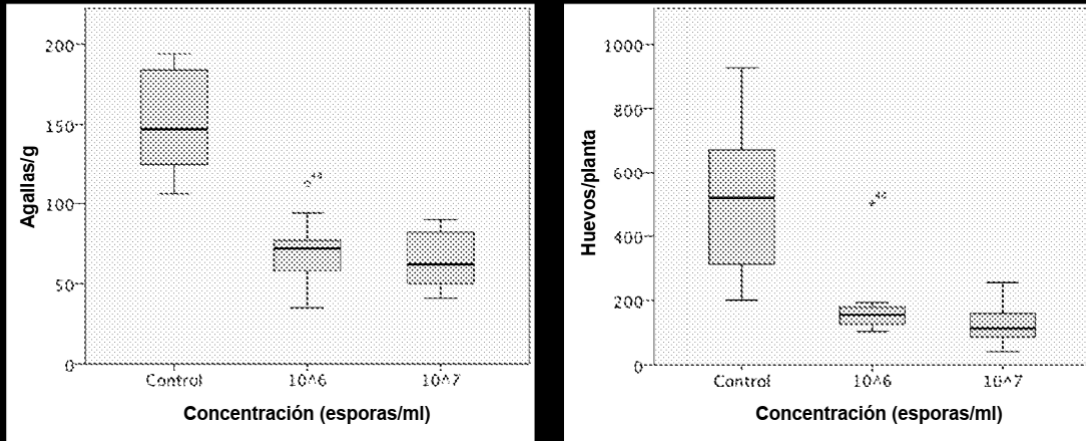 200
150
100
50
0
Agallas/g
Control
10^6
10^7
Concentración (esporas/ml)
1000
800
600
400
200
0
Huevos/planta
Control
10^6
10^7
Concentración (esporas/ml)